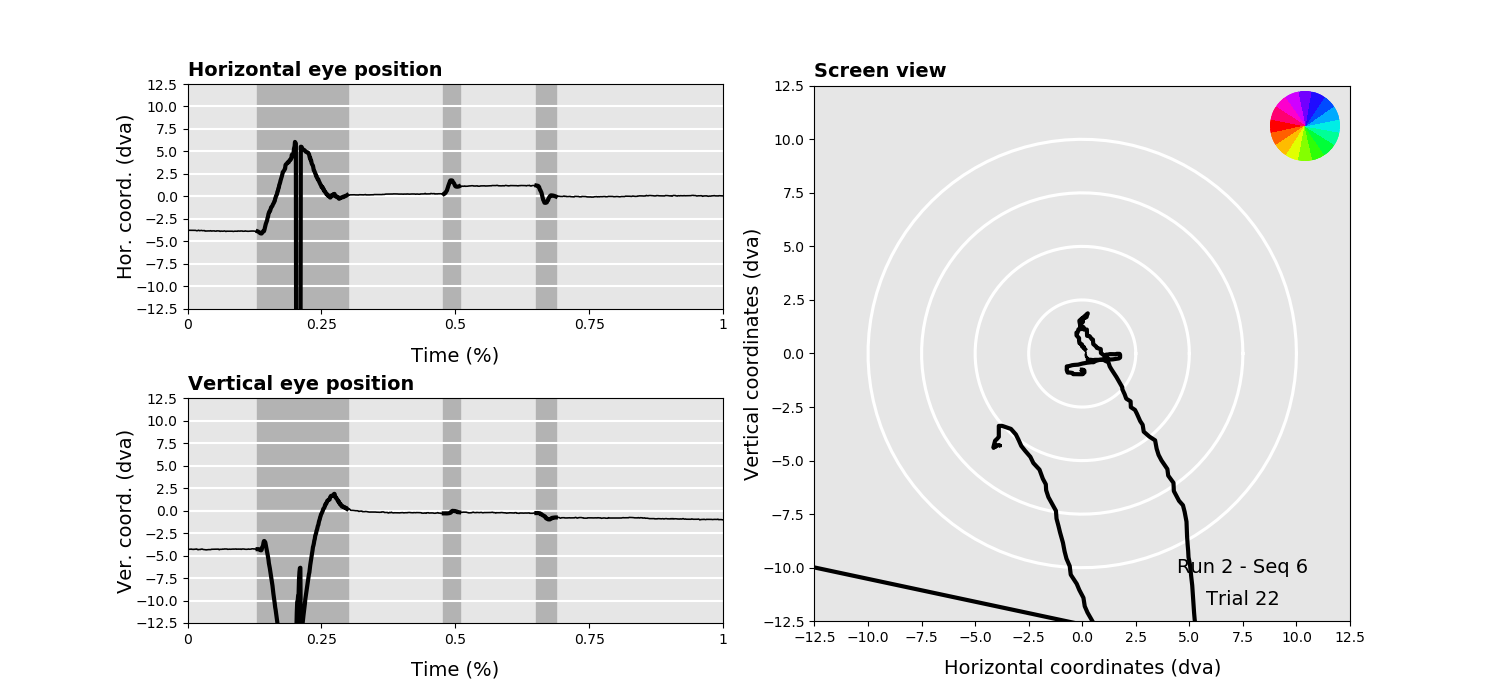 Horizontal eye position
12.5
10.0
7.5
5.0
2.5
0.0
−2.5
−5.0
−7.5
−10.0
−12.5
Hor. coord. (dva)
0 0.25 0.5 0.75 1
Time (%)
Vertical eye position
12.5
10.0
7.5
5.0
2.5
0.0
−2.5
−5.0
−7.5
−10.0
−12.5
Ver. coord. (dva)
0 0.25 0.5 0.75 1
Time (%)
Screen view
12.5
10.0
7.5
5.0
2.5
0.0
−2.5
−5.0
−7.5
−10.0
−12.5
Vertical coordinates (dva)
Run 2 - Seq 6
Trial 22
−12.5 −10.0 −7.5 −5.0 −2.5 0.0 2.5 5.0 7.5 10.0 12.5
Horizontal coordinates (dva)